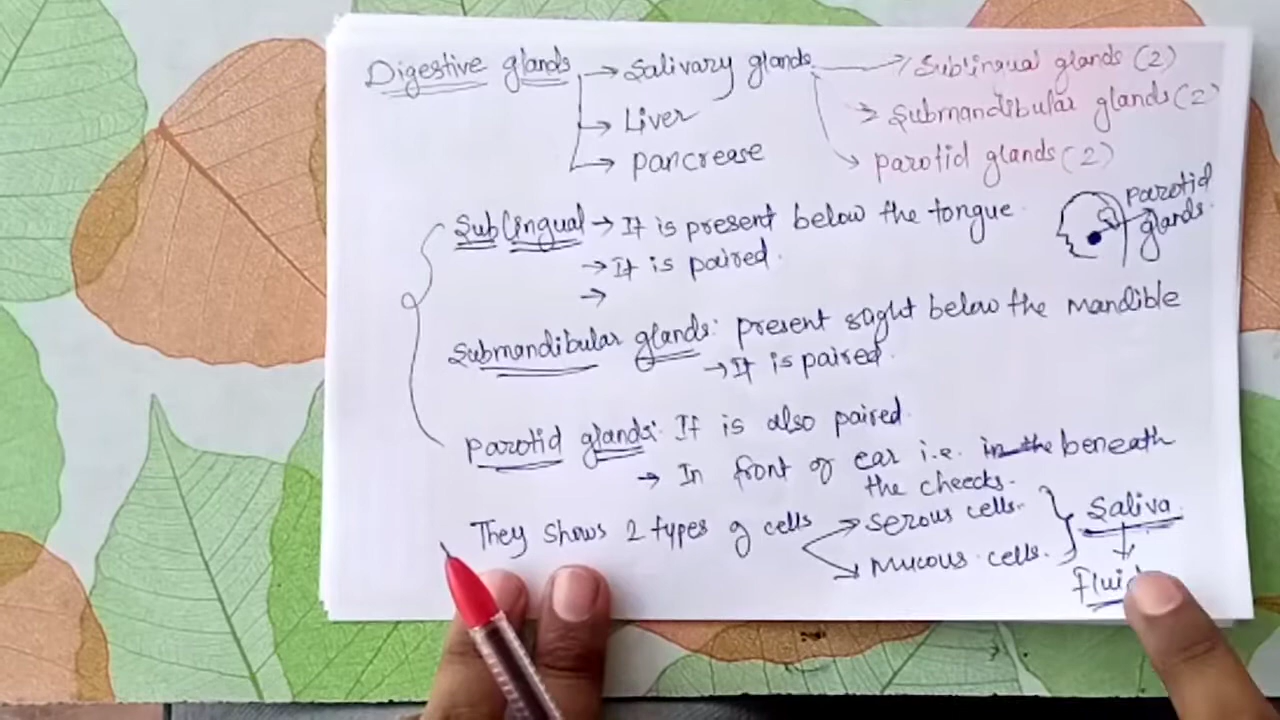 Digestive glands → Salivary glands → Sublingual glands (2)
→ Submandibular glands (2)
→ Liver
→ Pancrease
→ Parotid glands (2)
Parotid glands.
Sublingual → It is present below the tongue
→ It is paired.
→
Submandibular glands: present saght below the mandible
→ It is paired.
Parotid glands: It is also paired.
→ In front of ear i.e. in the beneath the cheecks.
They shows 2 types of cells → Serous cells.
→ Mucous cells.
Saliva
↓
fluid